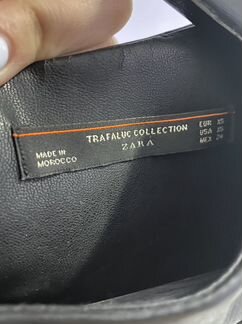 TRAFALUC COLLECTION
ZARA
MADE IN
MOROCCO
EUR XS
USA XS
MEX 24